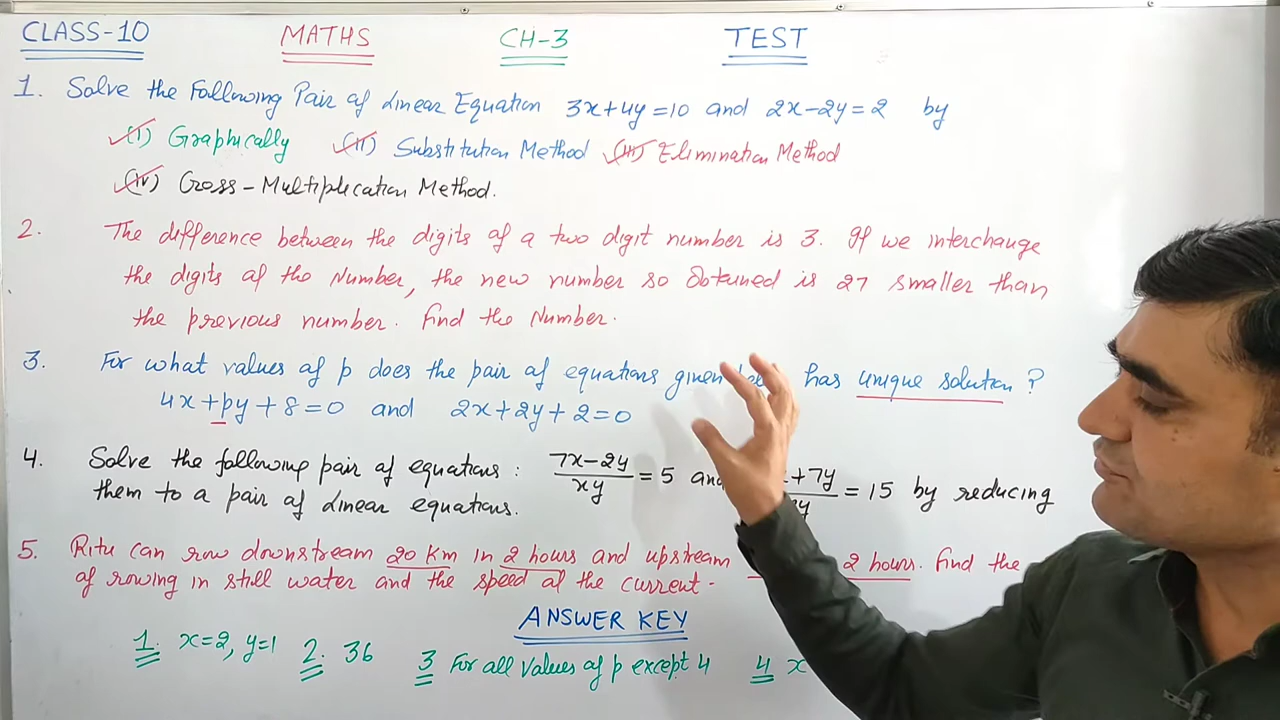 CLASS-10 MATHS CH-3 TEST
1. Solve the Following Pair of Linear Equation 3x+4y=10 and 2x-2y=2 by
(i) Graphically (ii) Substitution Method (iii) Elimination Method
(iv) Cross-Multiplication Method.
2. The difference between the digits of a two digit number is 3. If we interchange
the digits of the Number, the new number so obtained is 27 smaller than
the previous number. Find the Number.
3. For what values of p does the pair of equations given has unique solution ?
4x+py+8=0 and 2x+2y+2=0
4. Solve the following pair of equations : (7x-2y)/xy = 5 and +7y = 15 by reducing
them to a pair of Linear equations.
5. Ritu can row downstream 20 Km in 2 hours and upstream 2 hours. Find the
of rowing in still water and the speed of the current.
ANSWER KEY
1. x=2, y=1 2. 36 3 For all values of p except 4 4 x